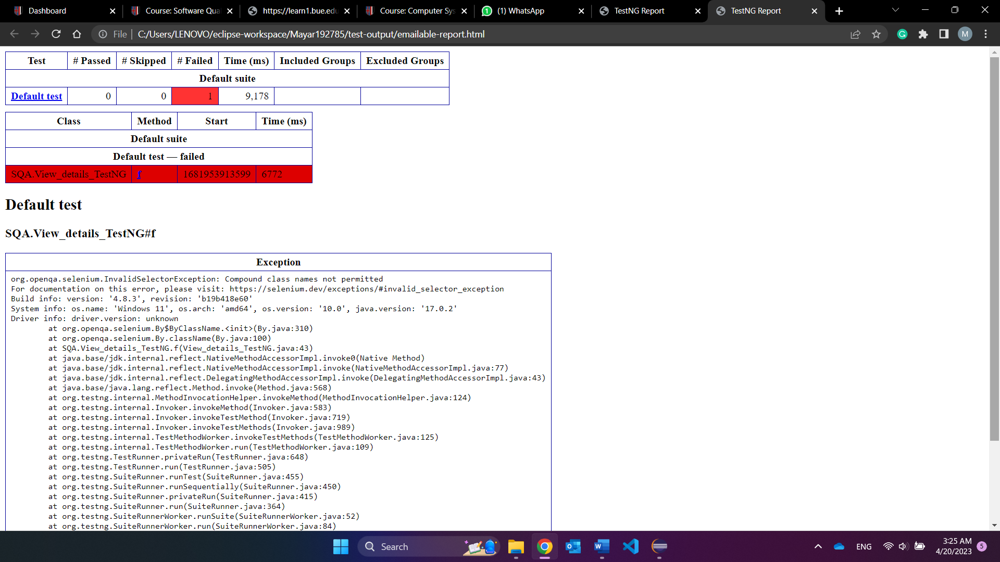 Dashboard
Course: Software Qua
https://learn1.bue.edu
Course: Computer Sys
(1) WhatsApp
TestNG Report
TestNG Report
File
C:/Users/LENOVO/eclipse-workspace/Mayar192785/test-output/emailable-report.html
M
Test # Passed # Skipped # Failed Time (ms) Included Groups Excluded Groups
Default suite
Default test 0 0 1 9,178
Class Method Start Time (ms)
Default suite
Default test — failed
SQA.View_details_TestNG f 1681953913599 6772
Default test
SQA.View_details_TestNG#f
Exception
org.openqa.selenium.InvalidSelectorException: Compound class names not permitted
For documentation on this error, please visit: https://selenium.dev/exceptions/#invalid_selector_exception
Build info: version: '4.8.3', revision: 'b19b418e60'
System info: os.name: 'Windows 11', os.arch: 'amd64', os.version: '10.0', java.version: '17.0.2'
Driver info: driver.version: unknown
at org.openqa.selenium.By$ByClassName.<init>(By.java:310)
at org.openqa.selenium.By.className(By.java:100)
at SQA.View_details_TestNG.f(View_details_TestNG.java:43)
at java.base/jdk.internal.reflect.NativeMethodAccessorImpl.invoke0(Native Method)
at java.base/jdk.internal.reflect.NativeMethodAccessorImpl.invoke(NativeMethodAccessorImpl.java:77)
at java.base/jdk.internal.reflect.DelegatingMethodAccessorImpl.invoke(DelegatingMethodAccessorImpl.java:43)
at java.base/java.lang.reflect.Method.invoke(Method.java:568)
at org.testng.internal.MethodInvocationHelper.invokeMethod(MethodInvocationHelper.java:124)
at org.testng.internal.Invoker.invokeMethod(Invoker.java:583)
at org.testng.internal.Invoker.invokeTestMethod(Invoker.java:719)
at org.testng.internal.Invoker.invokeTestMethods(Invoker.java:989)
at org.testng.internal.TestMethodWorker.invokeTestMethods(TestMethodWorker.java:125)
at org.testng.internal.TestMethodWorker.run(TestMethodWorker.java:109)
at org.testng.TestRunner.privateRun(TestRunner.java:648)
at org.testng.TestRunner.run(TestRunner.java:505)
at org.testng.SuiteRunner.runTest(SuiteRunner.java:455)
at org.testng.SuiteRunner.runSequentially(SuiteRunner.java:450)
at org.testng.SuiteRunner.privateRun(SuiteRunner.java:415)
at org.testng.SuiteRunner.run(SuiteRunner.java:364)
at org.testng.SuiteRunnerWorker.runSuite(SuiteRunnerWorker.java:52)
at org.testng.SuiteRunnerWorker.run(SuiteRunnerWorker.java:84)
Search
ENG
3:25 AM
4/20/2023
5